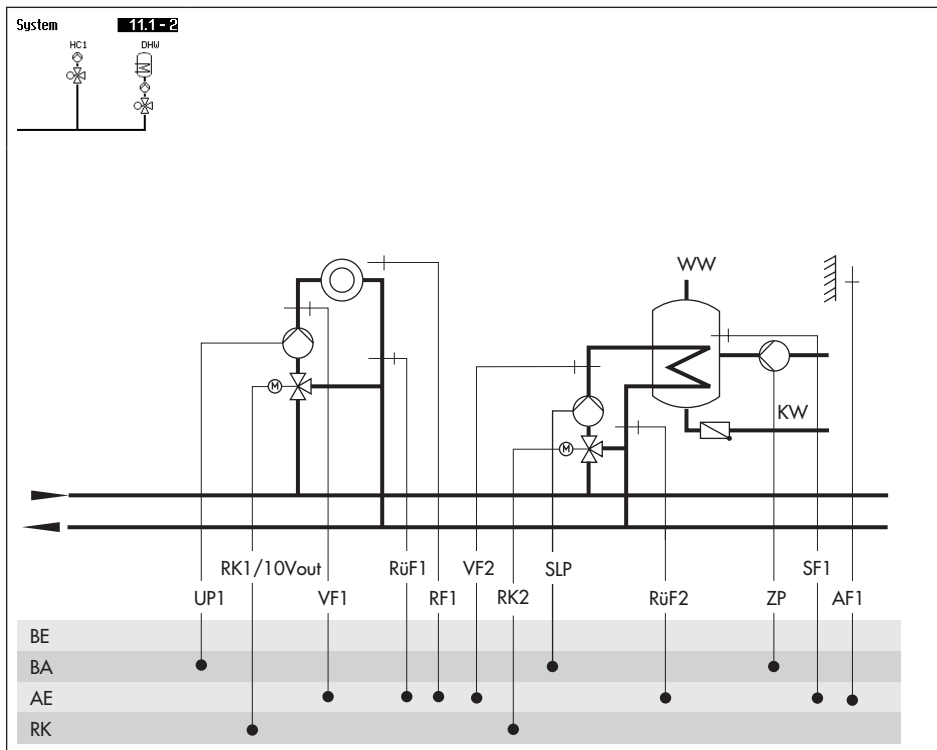 System 11.1 - 2
HC1 DHW
WW
M
M
KW
RK1/10Vout RüF1 VF2 SLP SF1
UP1 VF1 RF1 RK2 RüF2 ZP AF1
BE
BA
AE
RK